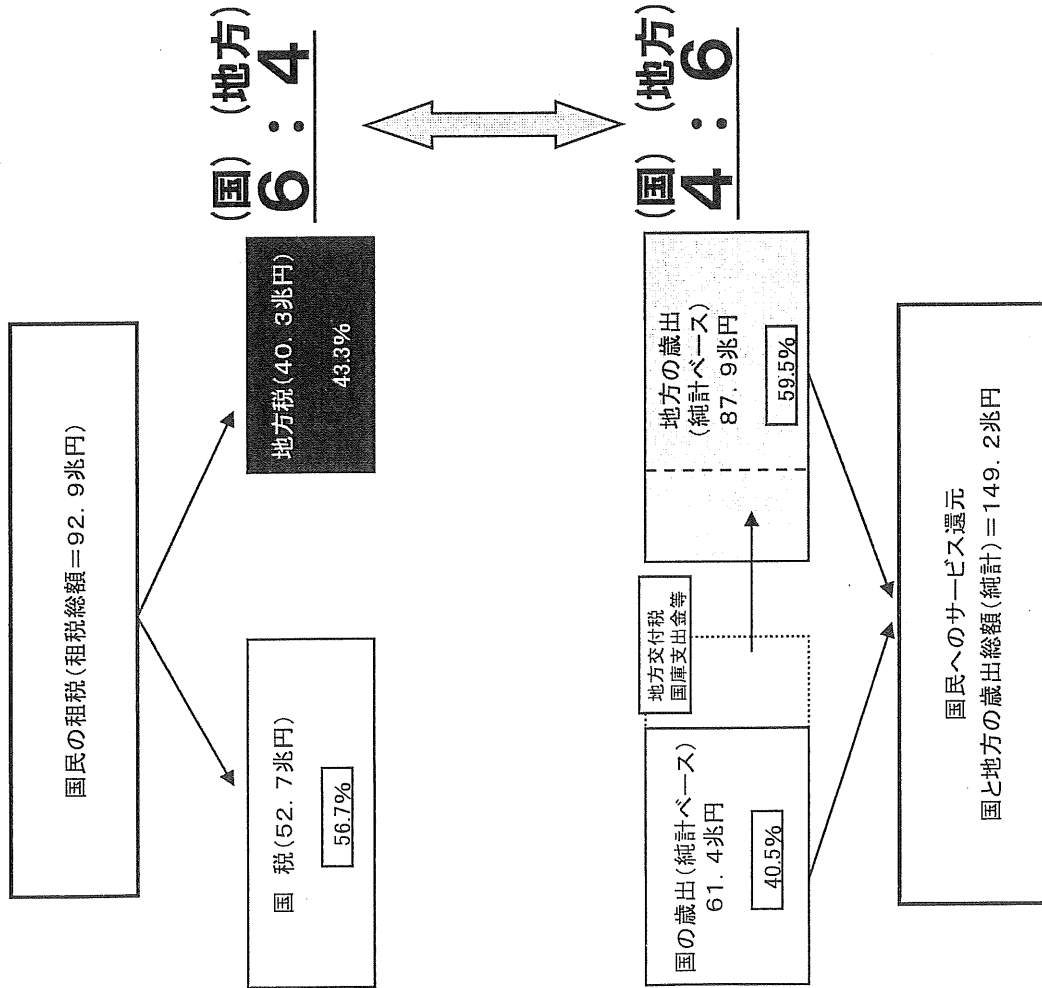 国民の租税(租税総額＝92．9兆円)
国　税(52．7兆円)
56.7%
地方税(40．3兆円)
43.3%
(国)　(地方)
6：4
国の歳出(純計ベース)
61．4兆円
40.5%
地方交付税
国庫支出金等
地方の歳出
(純計ベース)
87．9兆円
59.5%
(国)　(地方)
4：6
国民へのサービス還元
国と地方の歳出総額(純計)＝149．2兆円